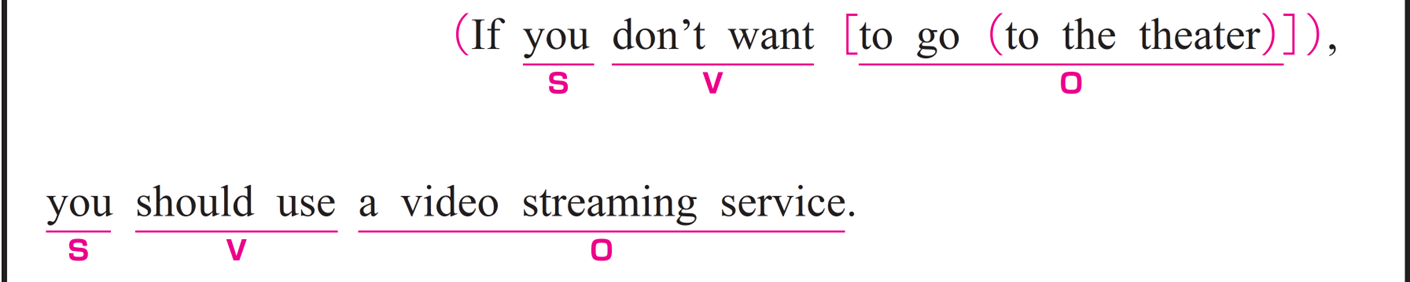 (If you don’t want [to go (to the theater)]),
S V O
you should use a video streaming service.
S V O